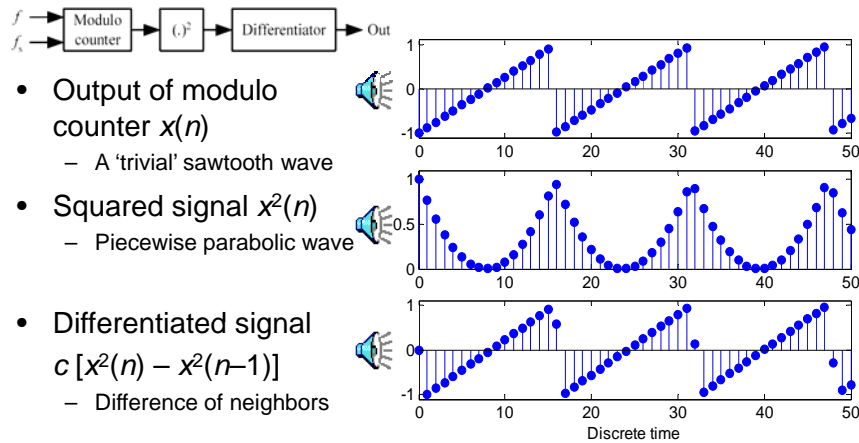 f
fs
Modulo
counter
(.)²
Differentiator
Out
• Output of modulo
counter x(n)
– A 'trivial' sawtooth wave
• Squared signal x²(n)
– Piecewise parabolic wave
• Differentiated signal
c [x²(n) – x²(n–1)]
– Difference of neighbors
1
0
-1
0 10 20 30 40 50
1
0.5
0
0 10 20 30 40 50
1
0
-1
0 10 20 30 40 50
Discrete time